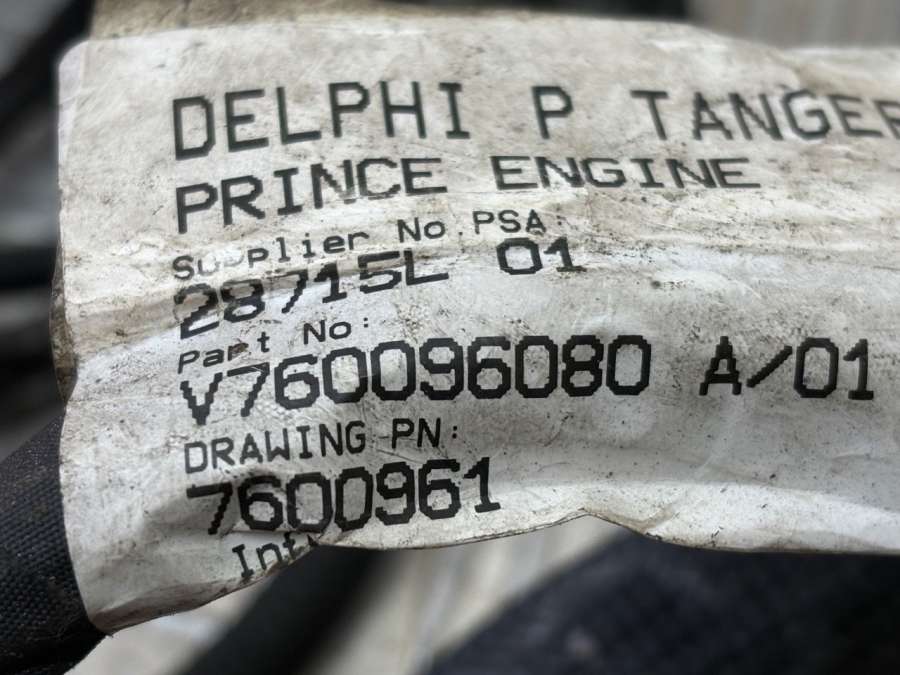 DELPHI P TANGER
PRINCE ENGINE
Supplier No.PSA:
28715L 01
Part No:
V760096080 A/01
DRAWING PN:
7600961